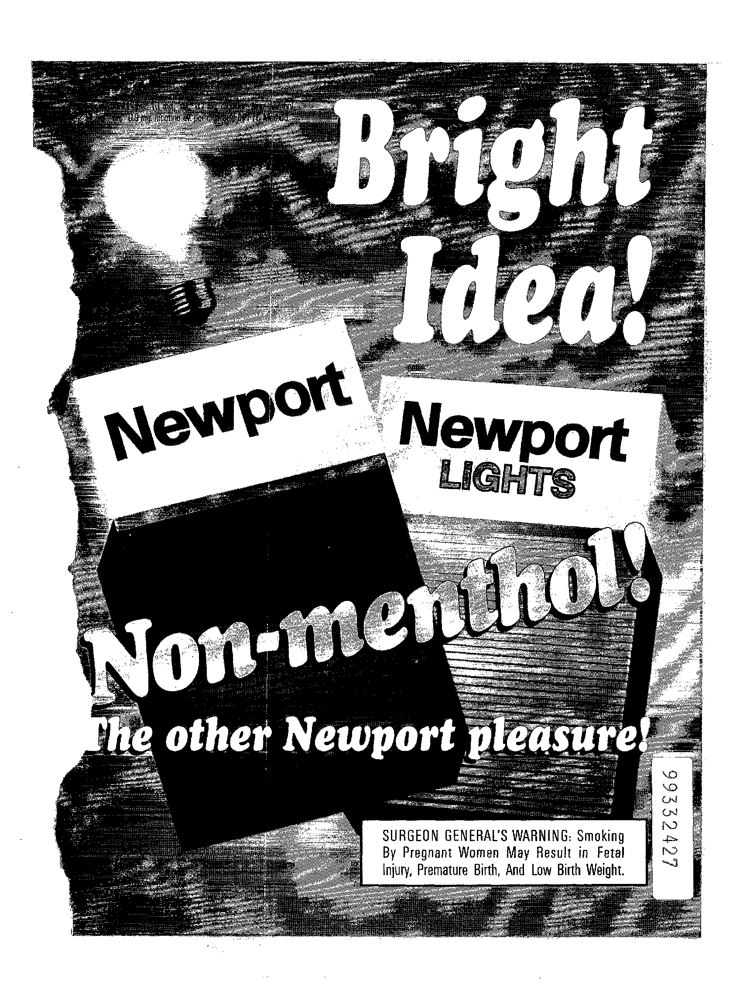 Bright
Idea!
Newport
Newport
LIGHTS
Non-menthol!
The other Newport pleasure!
SURGEON GENERAL'S WARNING: Smoking
By Pregnant Women May Result in Fetal
Injury, Premature Birth, And Low Birth Weight.
99332427